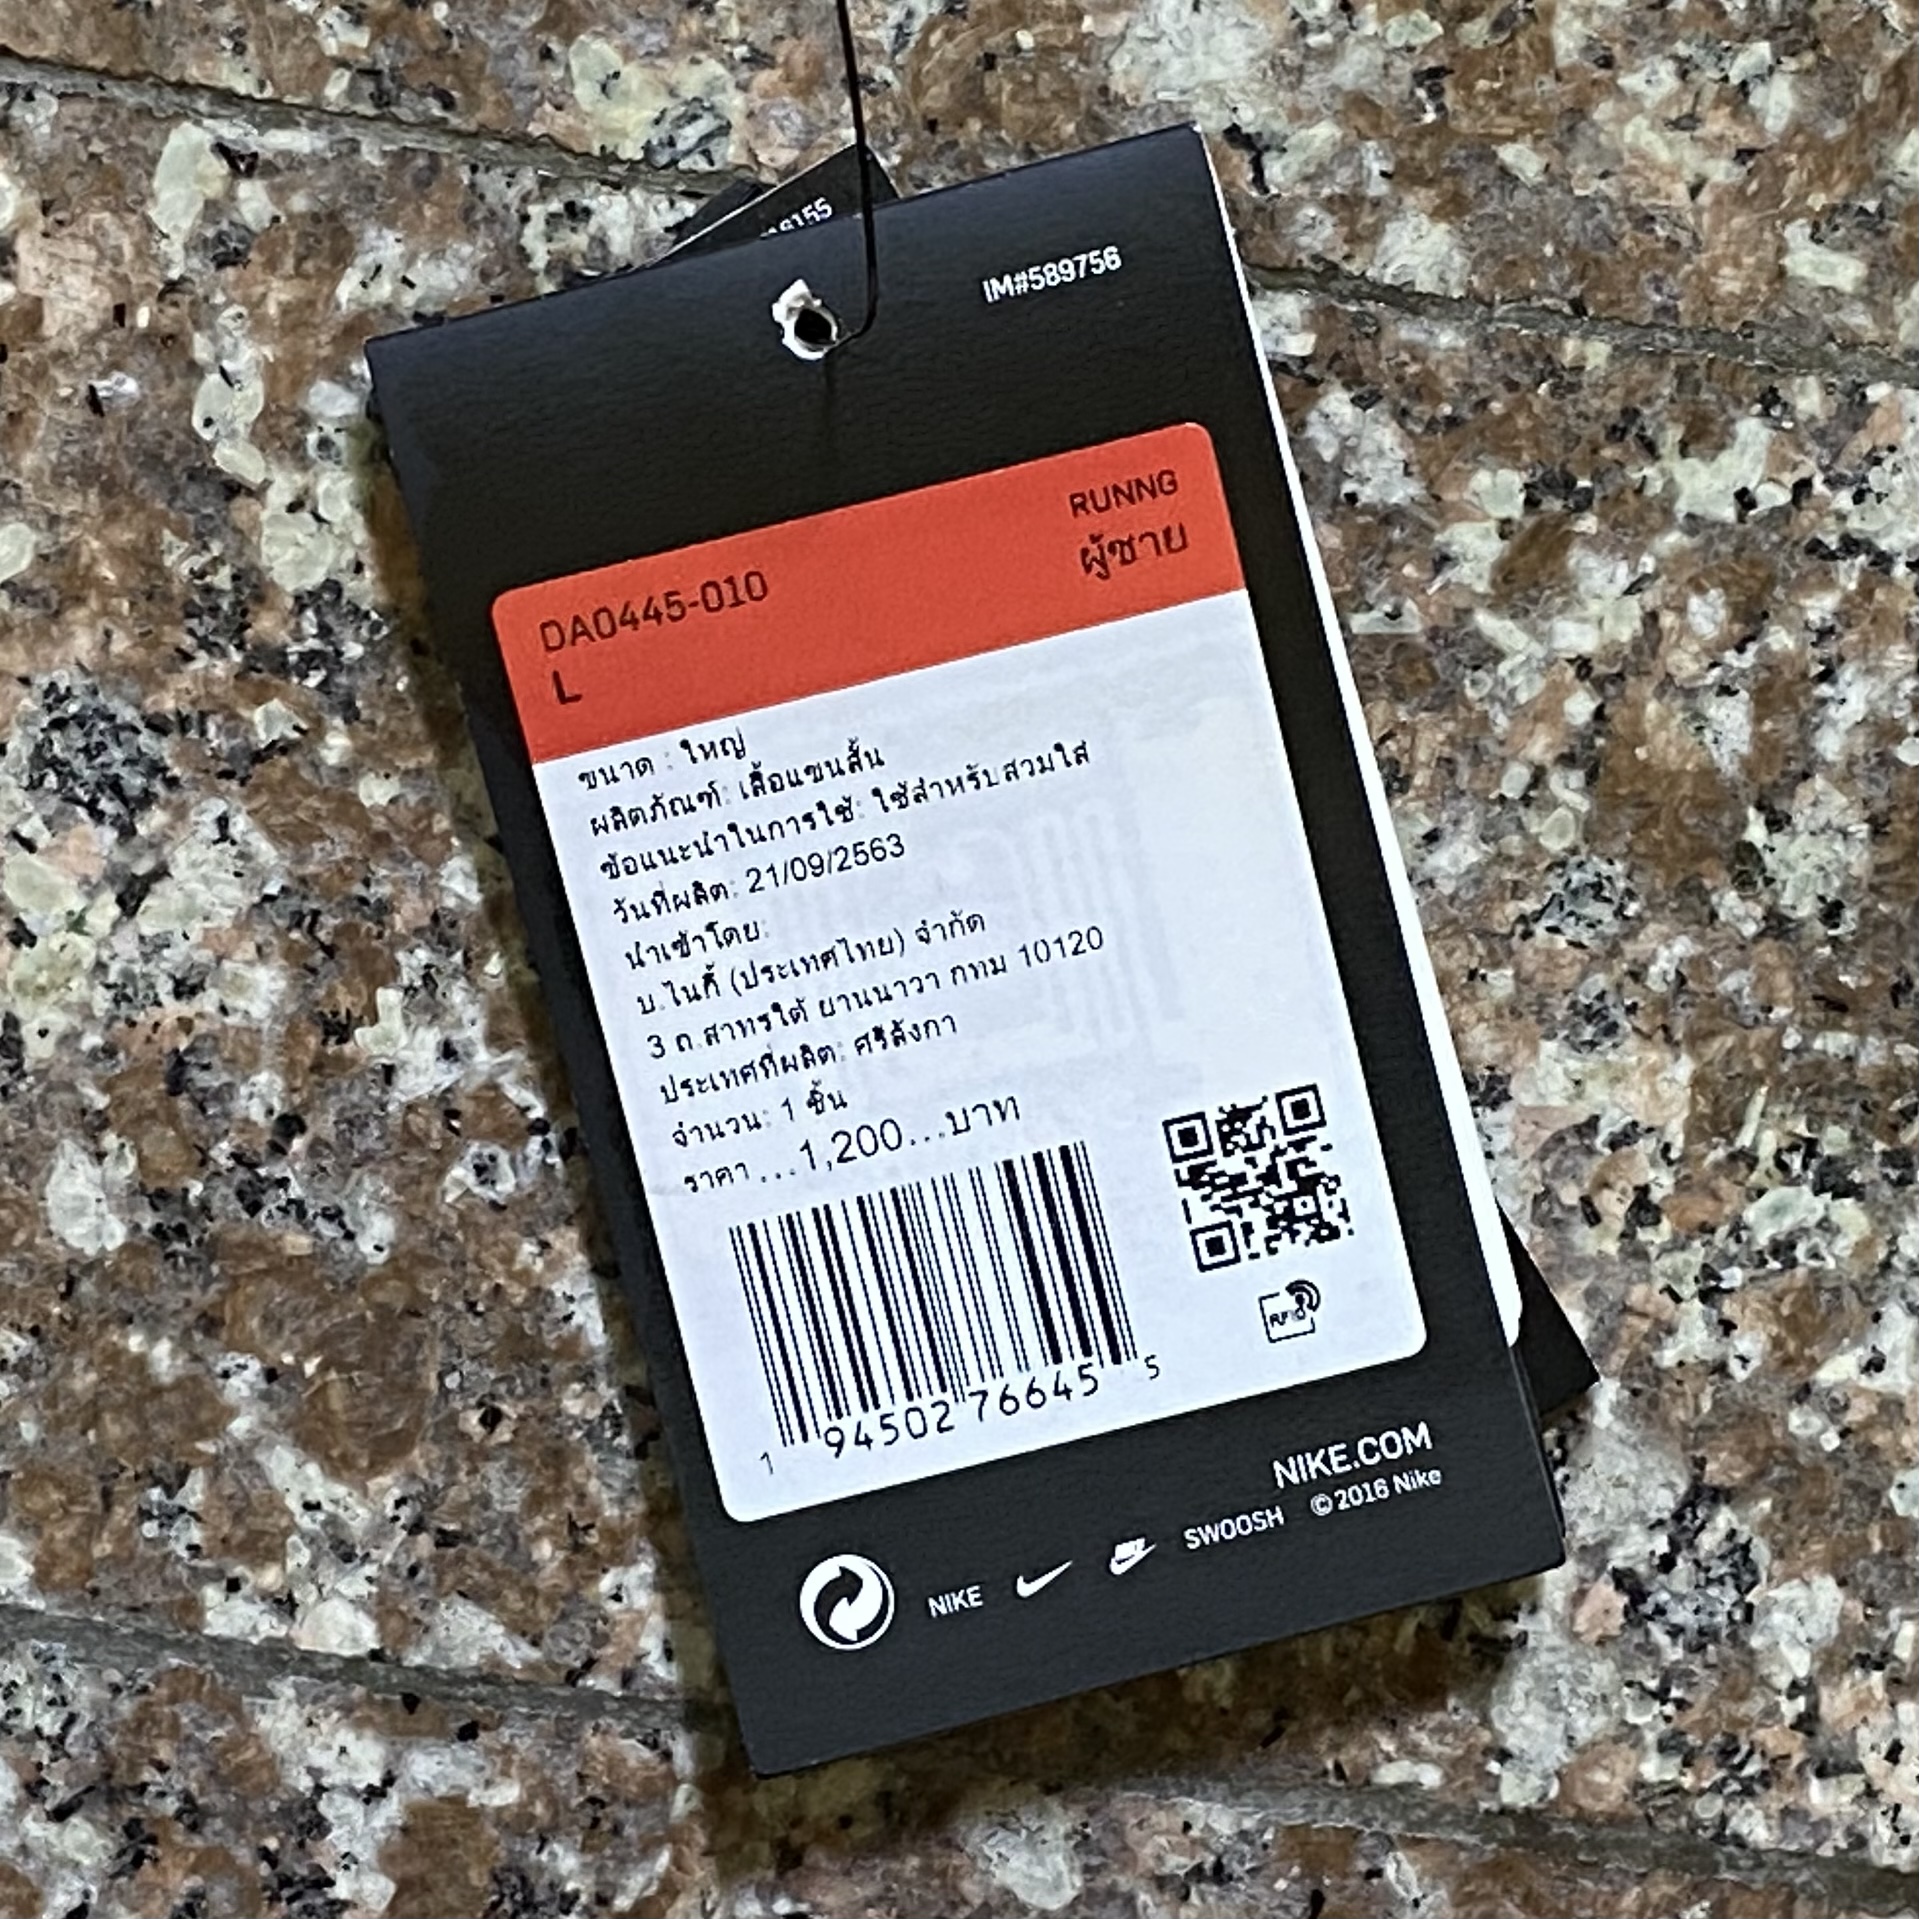 IM#589756
RUNNG
ผู้ชาย
DA0445-010
L
ขนาด : ใหญ่
ผลิตภัณฑ์: เสื้อแขนสั้น
ข้อแนะนำในการใช้: ใช้สำหรับสวมใส่
วันที่ผลิต: 21/09/2563
นำเข้าโดย:
บ.ไนกี้ (ประเทศไทย) จำกัด
3 ถ.สาทรใต้ ยานนาวา กทม 10120
ประเทศที่ผลิต: ศรีลังกา
จำนวน: 1 ชิ้น
ราคา ...1,200...บาท
1 94502 76645 5
RFID
NIKE.COM
NIKE SWOOSH © 2016 Nike